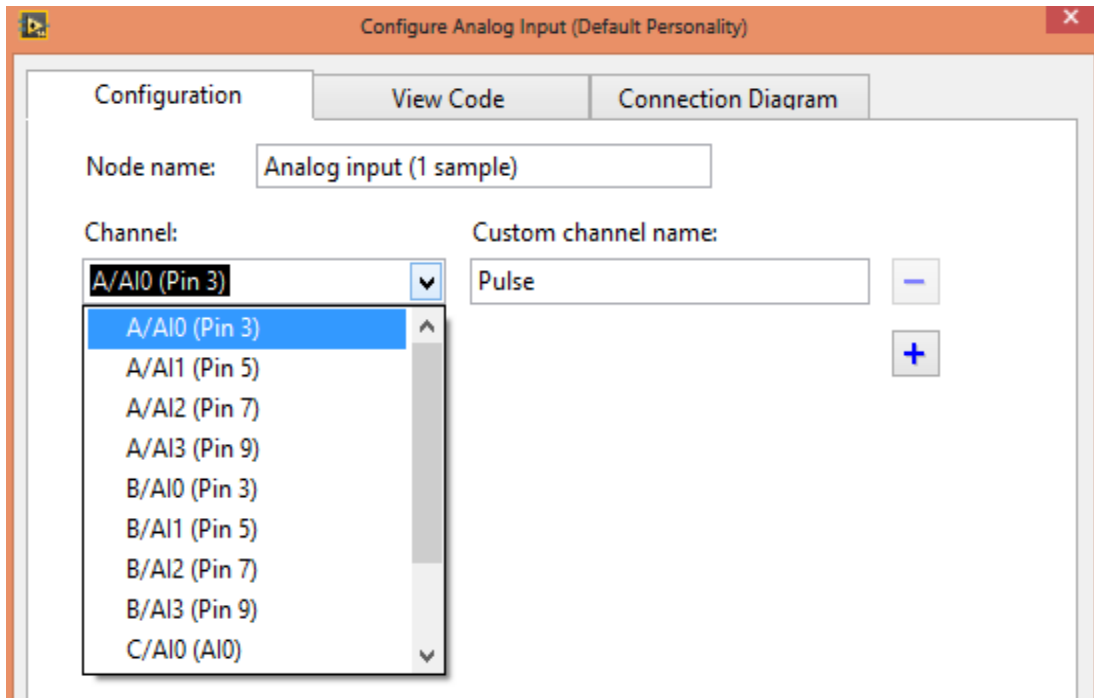 Configure Analog Input (Default Personality)
Configuration
View Code
Connection Diagram
Node name:
Analog input (1 sample)
Channel:
Custom channel name:
A/AI0 (Pin 3)
Pulse
A/AI0 (Pin 3)
A/AI1 (Pin 5)
A/AI2 (Pin 7)
A/AI3 (Pin 9)
B/AI0 (Pin 3)
B/AI1 (Pin 5)
B/AI2 (Pin 7)
B/AI3 (Pin 9)
C/AI0 (AI0)